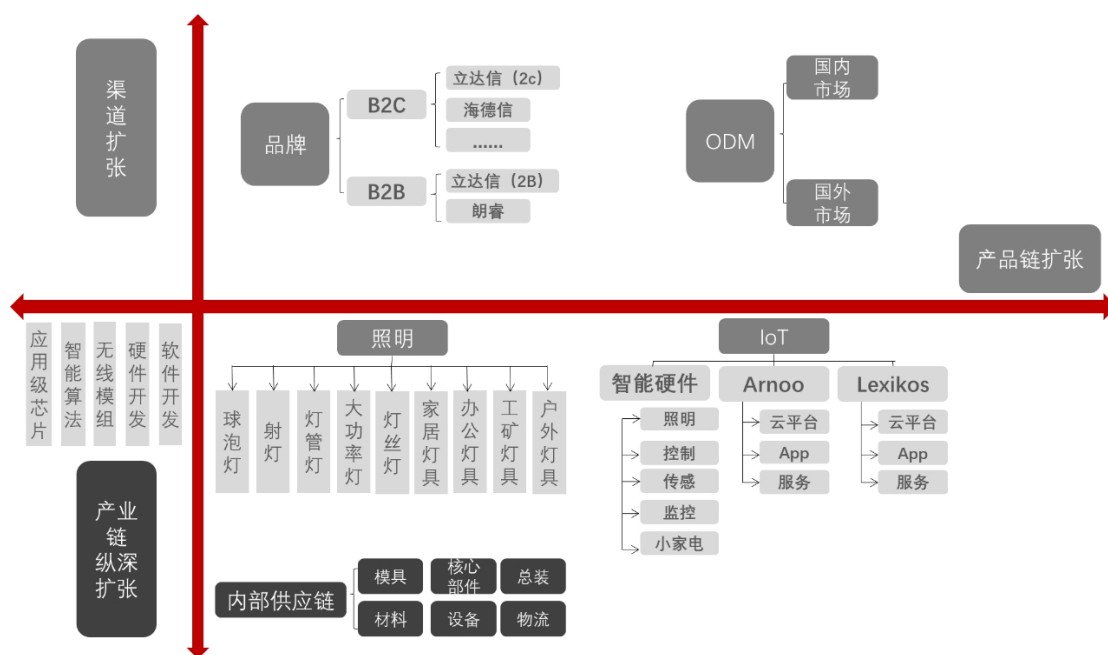 渠道扩张
品牌
B2C
立达信（2c）
海德信
......
B2B
立达信（2B）
朗睿
ODM
国内
市场
国外
市场
产品链扩张
应用级芯片
智能算法
无线模组
硬件开发
软件开发
照明
球泡灯
射灯
灯管灯
大功率灯
灯丝灯
家居灯具
办公灯具
工矿灯具
户外灯具
IoT
智能硬件
照明
控制
传感
监控
小家电
Arnoo
云平台
App
服务
Lexikos
云平台
App
服务
产业
链
纵深
扩张
内部供应链
模具
核心
部件
总装
材料
设备
物流